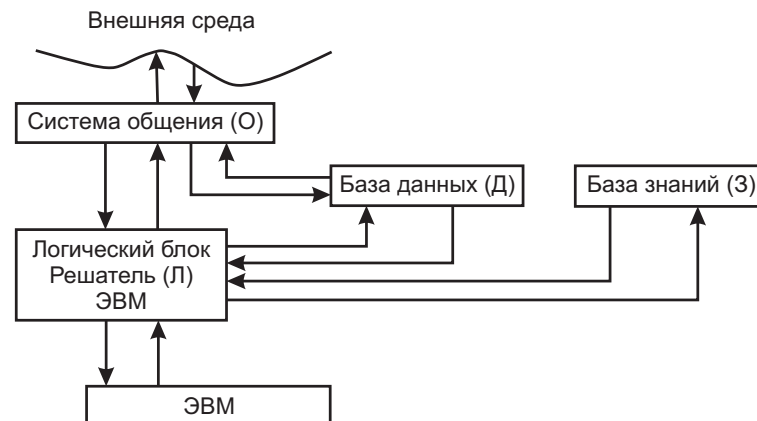 Внешняя среда
Система общения (О)
База данных (Д)
База знаний (З)
Логический блок
Решатель (Л)
ЭВМ
ЭВМ